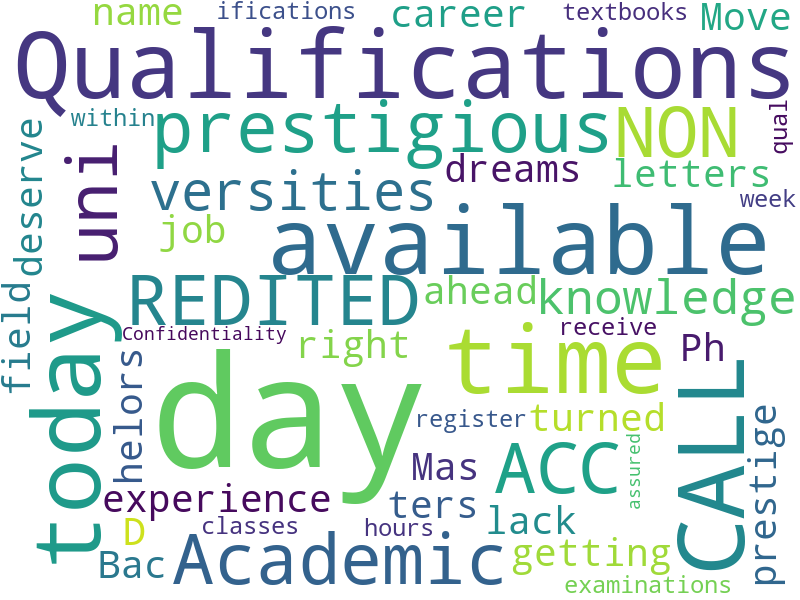 name ifications career textbooks Move
Qualifications
within prestigious NON qual
deserve uni versities dreams letters week
job available
field REDITED ahead knowledge
today Confidentiality right time receive Ph
helors day register turned CALL prestige
Mas ACC assured
experience ters
D classes hours lack
Bac Academic getting
examinations